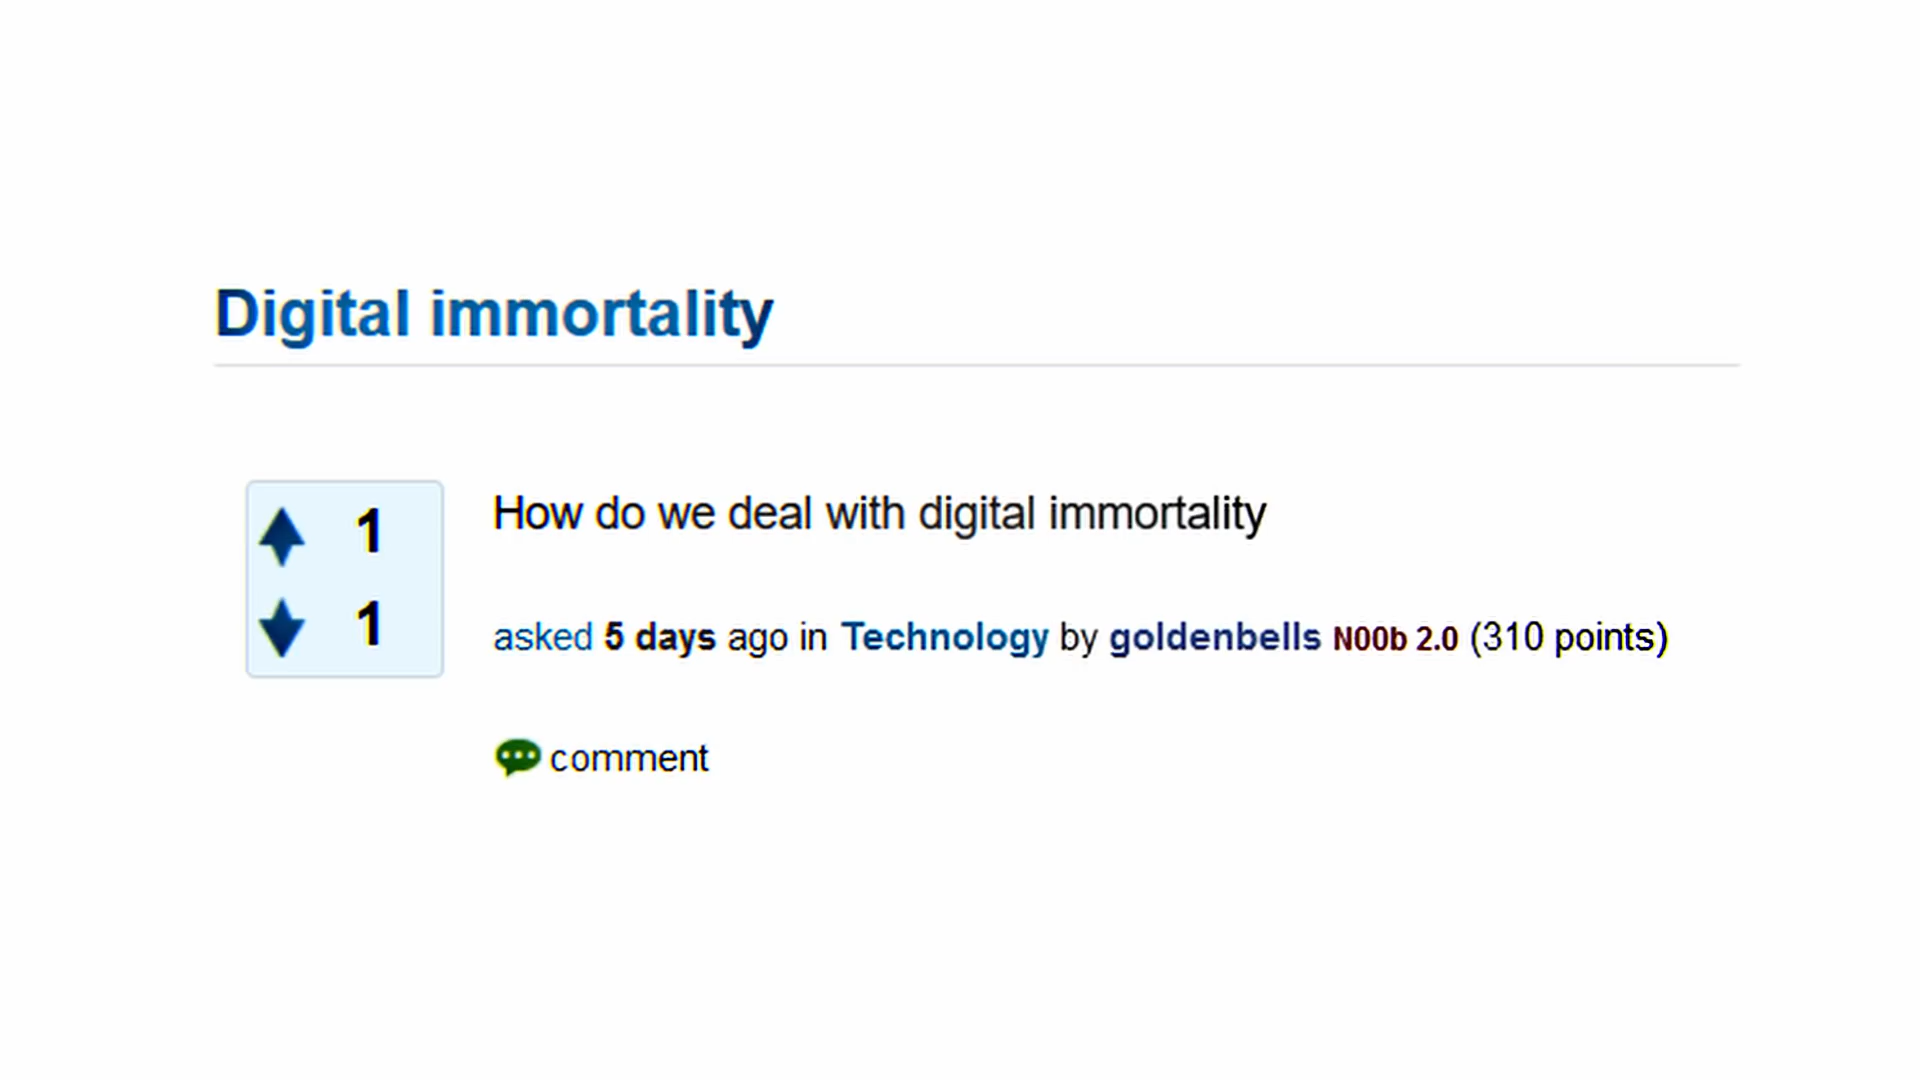 Digital immortality
1
How do we deal with digital immortality
1
asked 5 days ago in Technology by goldenbells N00b 2.0 (310 points)
comment